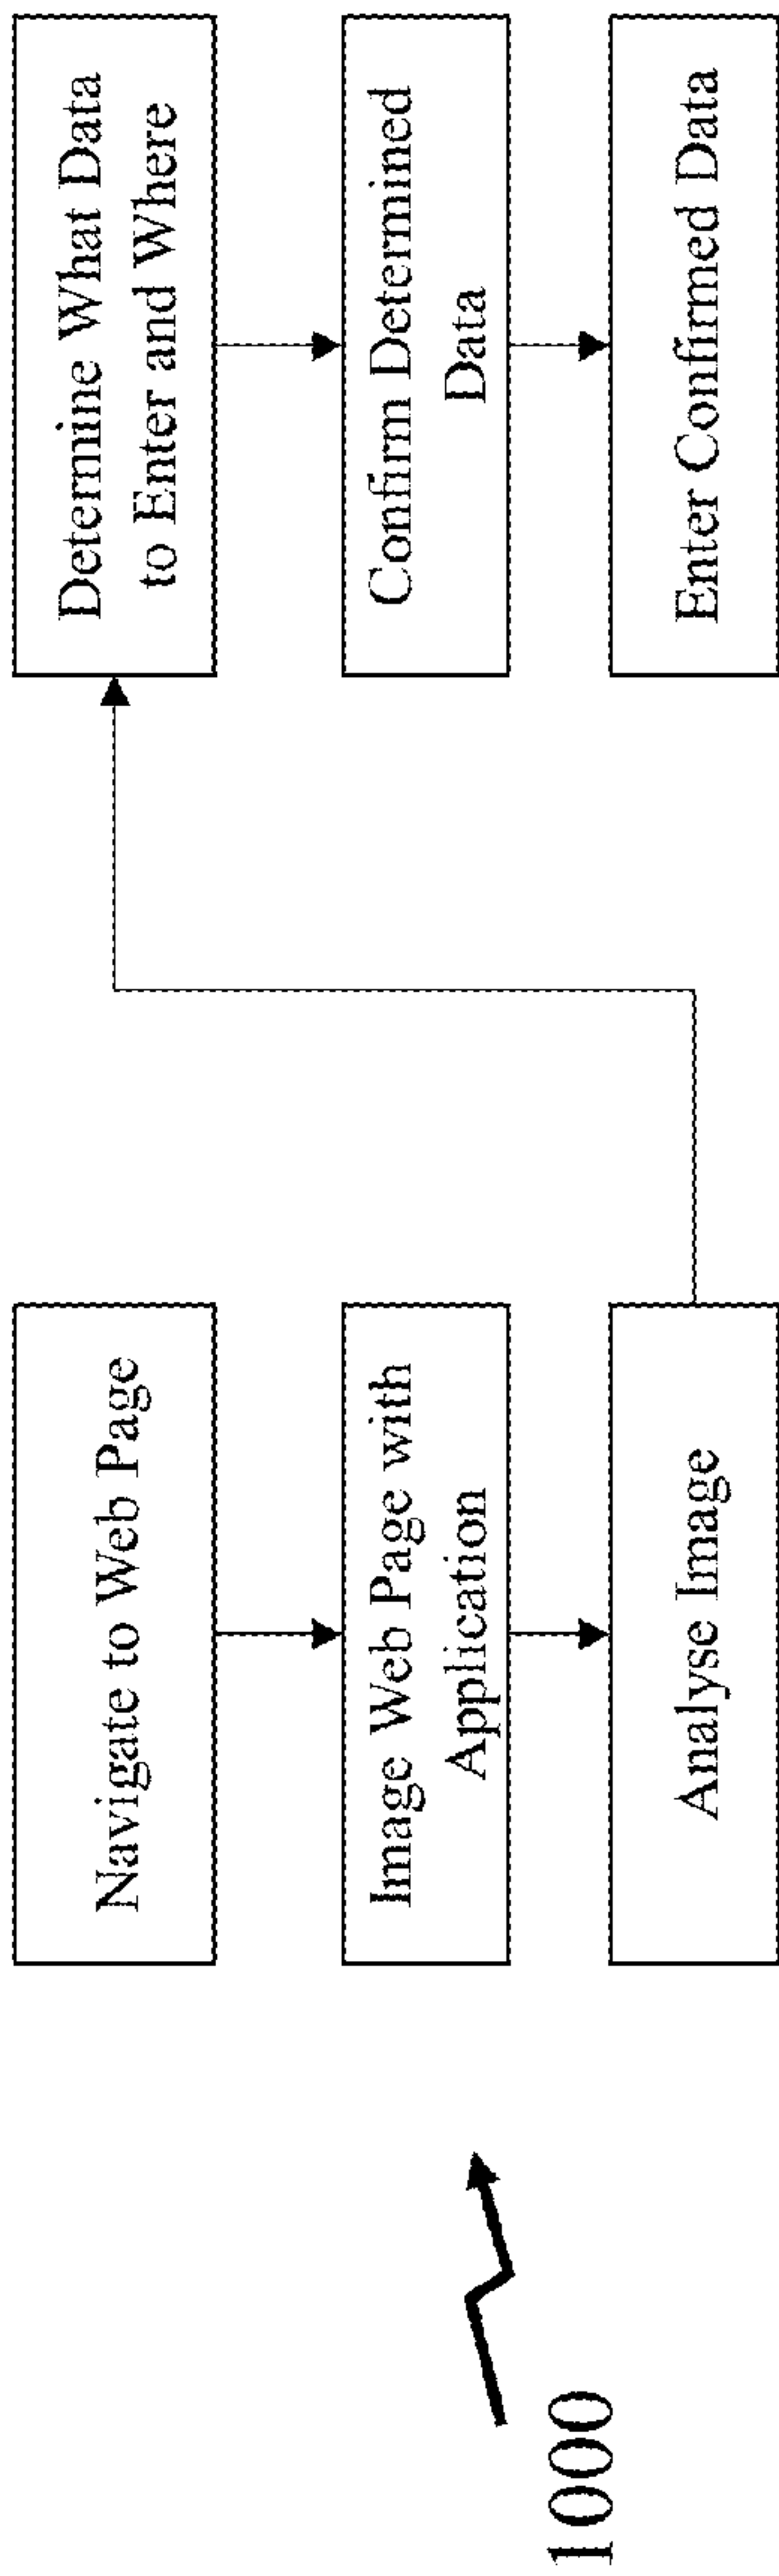 1000
Navigate to Web Page
Image Web Page with
Application
Analyse Image
Determine What Data
to Enter and Where
Confirm Determined
Data
Enter Confirmed Data